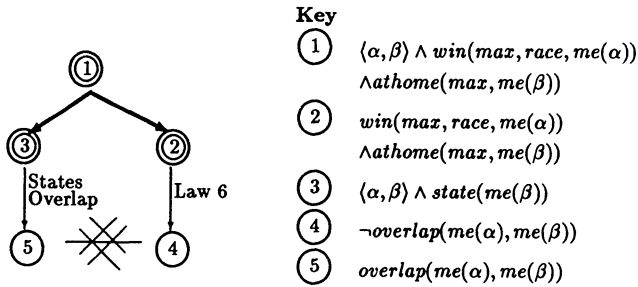 Key
1
1 ⟨α, β⟩ ∧ win(max, race, me(α))
∧athome(max, me(β))
2 win(max, race, me(α))
∧athome(max, me(β))
3
2
3 ⟨α, β⟩ ∧ state(me(β))
States
Overlap
Law 6
4 ¬overlap(me(α), me(β))
5
4
5 overlap(me(α), me(β))